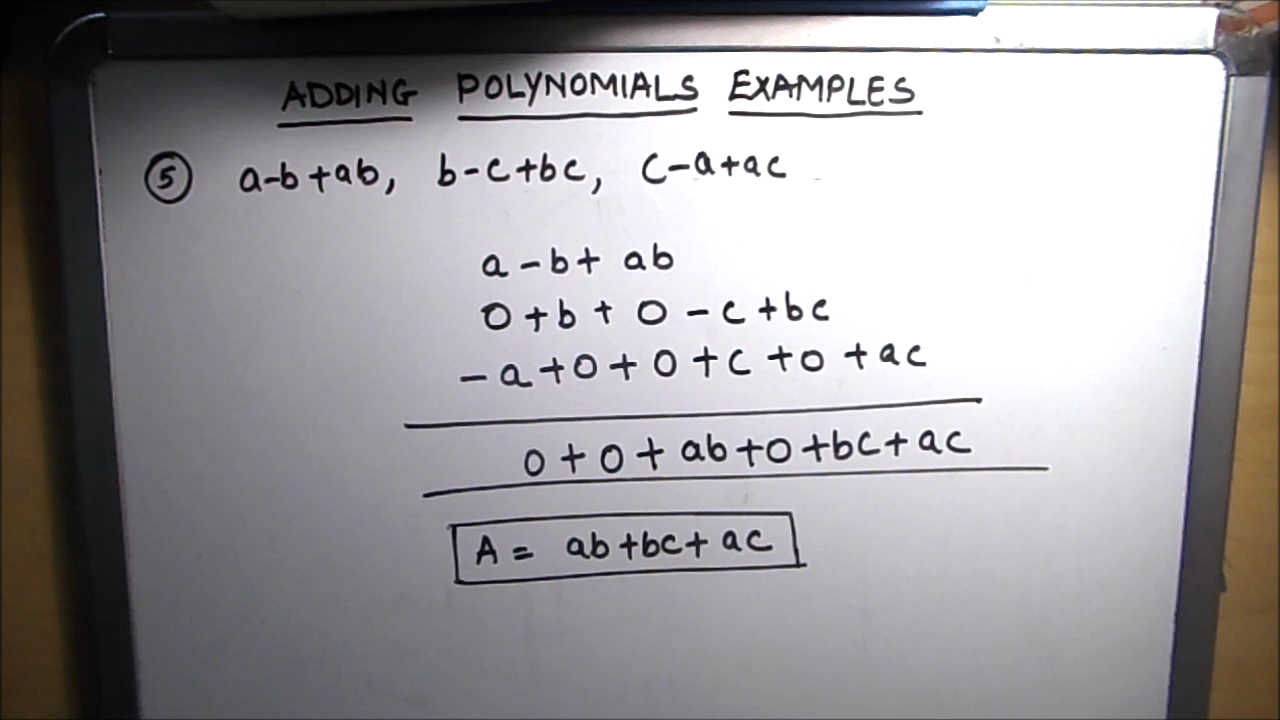 ADDING POLYNOMIALS EXAMPLES
⑤ a-b+ab, b-c+bc, c-a+ac
a-b+ ab
0+b+0-c+bc
-a+0+0+c+0+ac
0+0+ab+0+bc+ac
A= ab+bc+ac